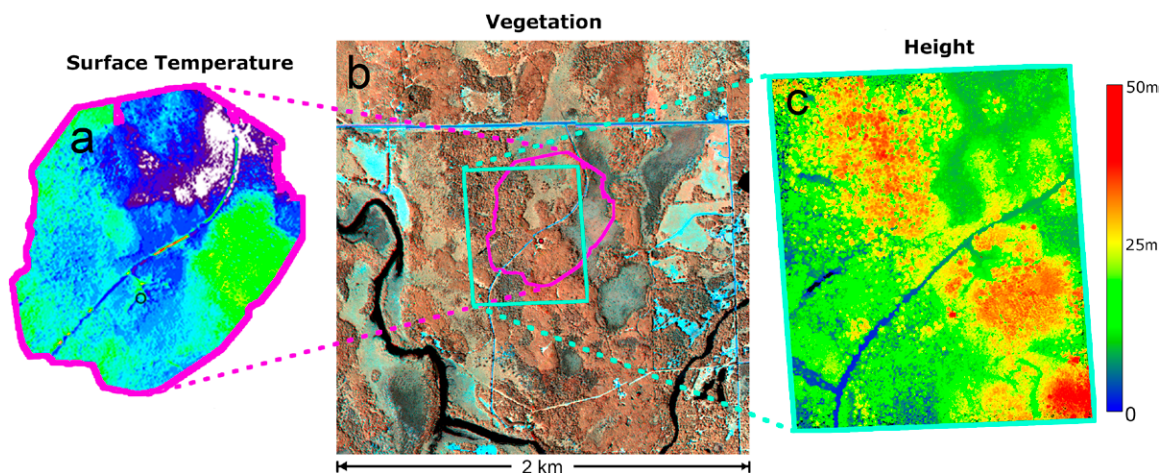 Vegetation
Surface Temperature
Height
a
b
c
50m
25m
0
2 km